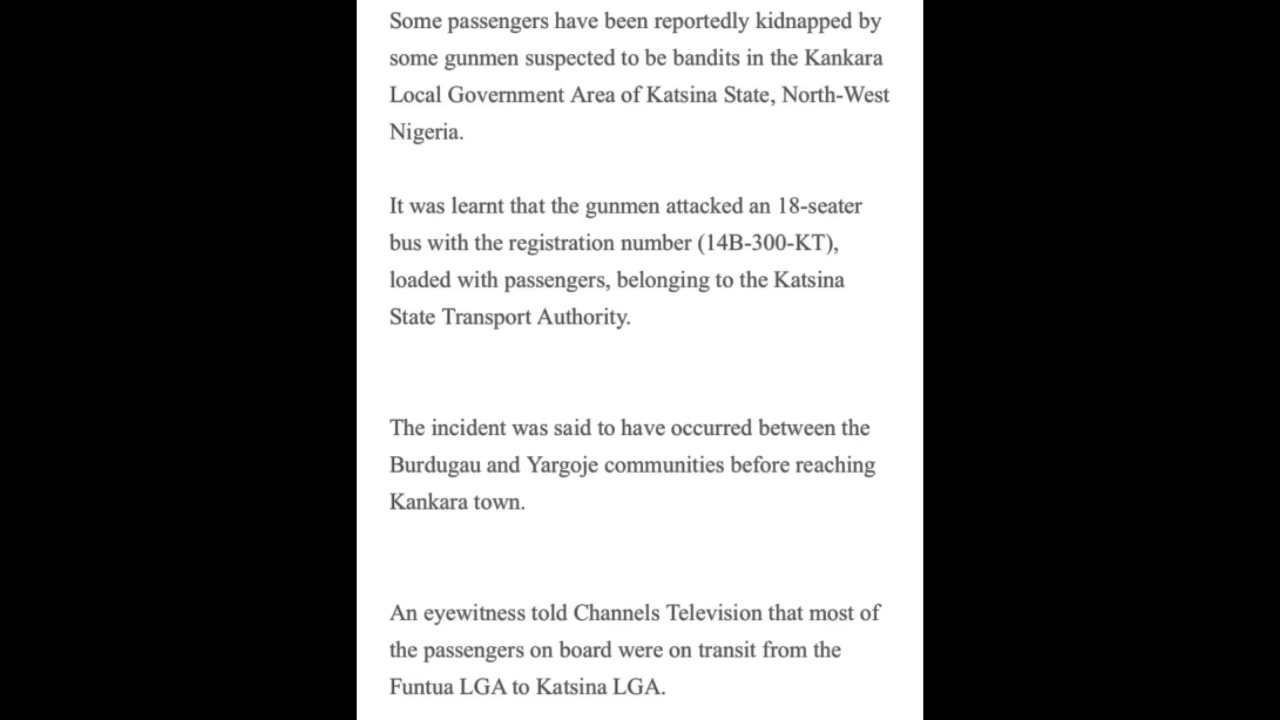 Some passengers have been reportedly kidnapped by
some gunmen suspected to be bandits in the Kankara
Local Government Area of Katsina State, North-West
Nigeria.
It was learnt that the gunmen attacked an 18-seater
bus with the registration number (14B-300-KT),
loaded with passengers, belonging to the Katsina
State Transport Authority.
The incident was said to have occurred between the
Burdugau and Yargoje communities before reaching
Kankara town.
An eyewitness told Channels Television that most of
the passengers on board were on transit from the
Funtua LGA to Katsina LGA.